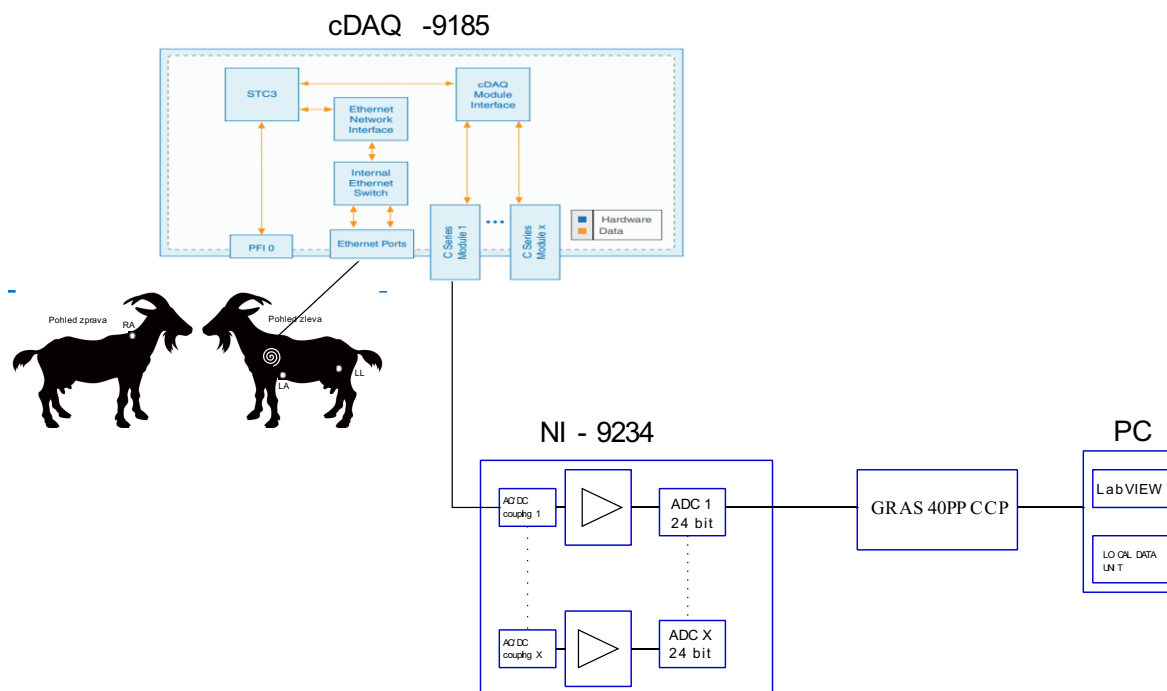 cDAQ -9185
STC3
cDAQ
Module
Interface
Ethernet
Network
Interface
Internal
Ethernet
Switch
PFI 0
Ethernet Ports
C Series
Module 1
...
C Series
Module x
Hardware
Data
Pohled zprava
RA
Pohled zleva
LA
LL
NI - 9234
AC/DC
couping 1
ADC 1
24 bit
AC/DC
couping X
ADC X
24 bit
GRAS 40PP CCP
PC
LabVIEW
LOCAL DATA
UNIT